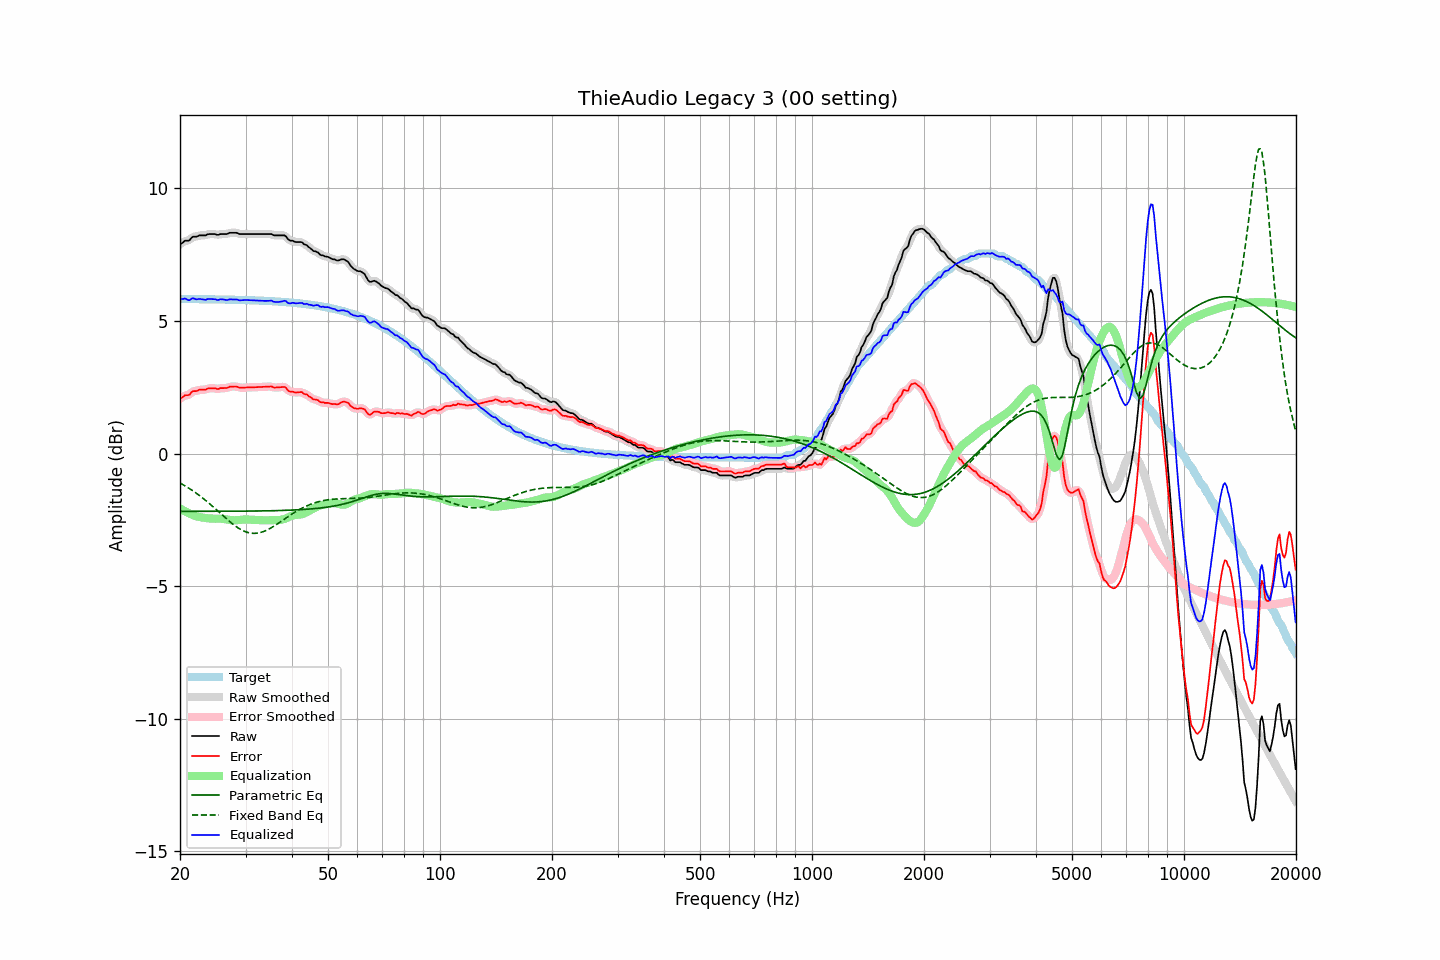 ThieAudio Legacy 3 (00 setting)
Amplitude (dBr)
10
5
0
−5
−10
−15
Target
Raw Smoothed
Error Smoothed
Raw
Error
Equalization
Parametric Eq
Fixed Band Eq
Equalized
20 50 100 200 500 1000 2000 5000 10000 20000
Frequency (Hz)